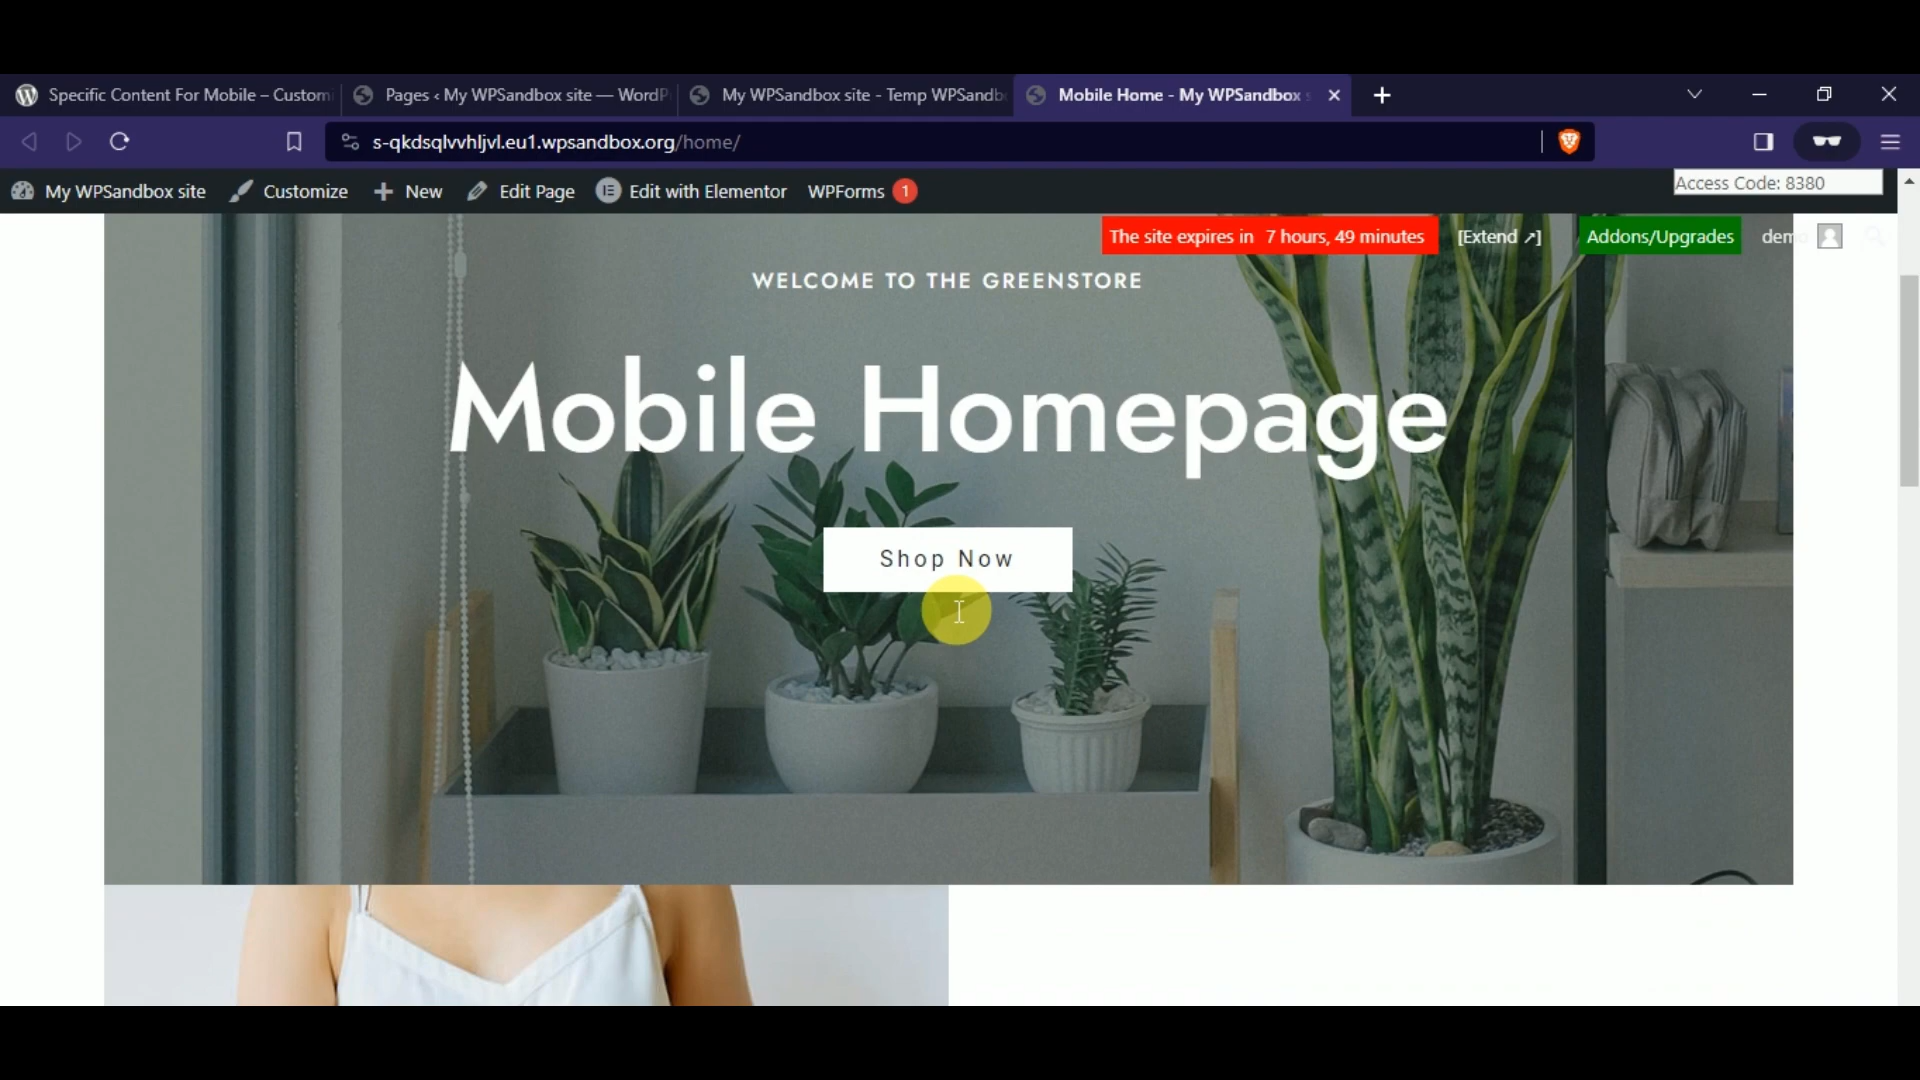 Specific Content For Mobile – Custom
Pages ‹ My WPSandbox site — WordP
My WPSandbox site - Temp WPSandb
Mobile Home - My WPSandbox
s-qkdsqlvvhljvl.eu1.wpsandbox.org/home/
My WPSandbox site
Customize
New
Edit Page
Edit with Elementor
WPForms 1
Access Code: 8380
The site expires in 7 hours, 49 minutes
[Extend ↗]
Addons/Upgrades
demo
WELCOME TO THE GREENSTORE
Mobile Homepage
Shop Now